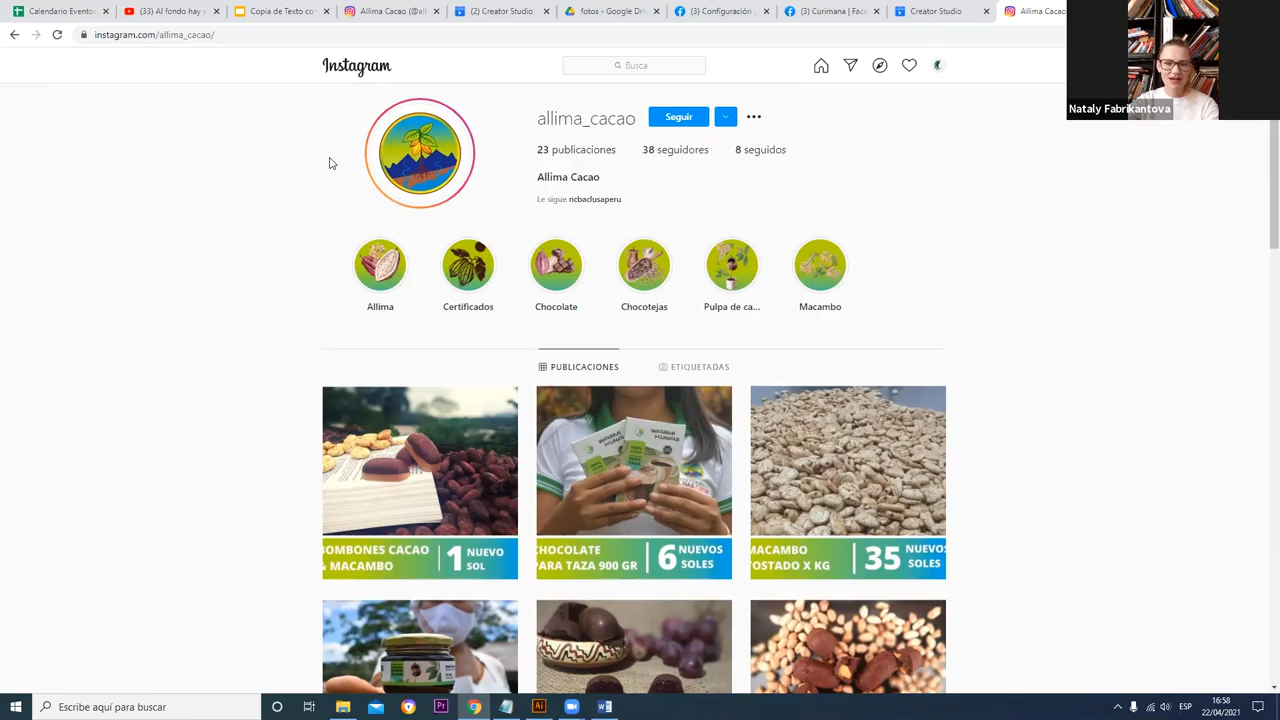 Calendario Evento
(33) Al fondo hay s
Copia de Texto co
Allima Cacao (@all
(2) Creator Studio
fotos - Google Dri
(3) Configuración y
(3) Curimana | Face
Creator Studio
Allima Cacao
instagram.com/allima_cacao/
Nataly Fabrikantova
Instagram
Busca
allima_cacao
Seguir
23 publicaciones 38 seguidores 8 seguidos
Allima Cacao
Le sigue ncbaclusaperu
Allima Certificados Chocolate Chocotejas Pulpa de ca... Macambo
PUBLICACIONES ETIQUETADAS
BOMBONES CACAO
& MACAMBO
1 NUEVO
SOL
WARMI
KUNAQ
CHOCOLATE
PARA TAZA 900 GR
6 NUEVOS
SOLES
MACAMBO
TOSTADO X KG
35 NUEVOS
SOLES
Escribe aquí para buscar
ESP
16:58
22/04/2021